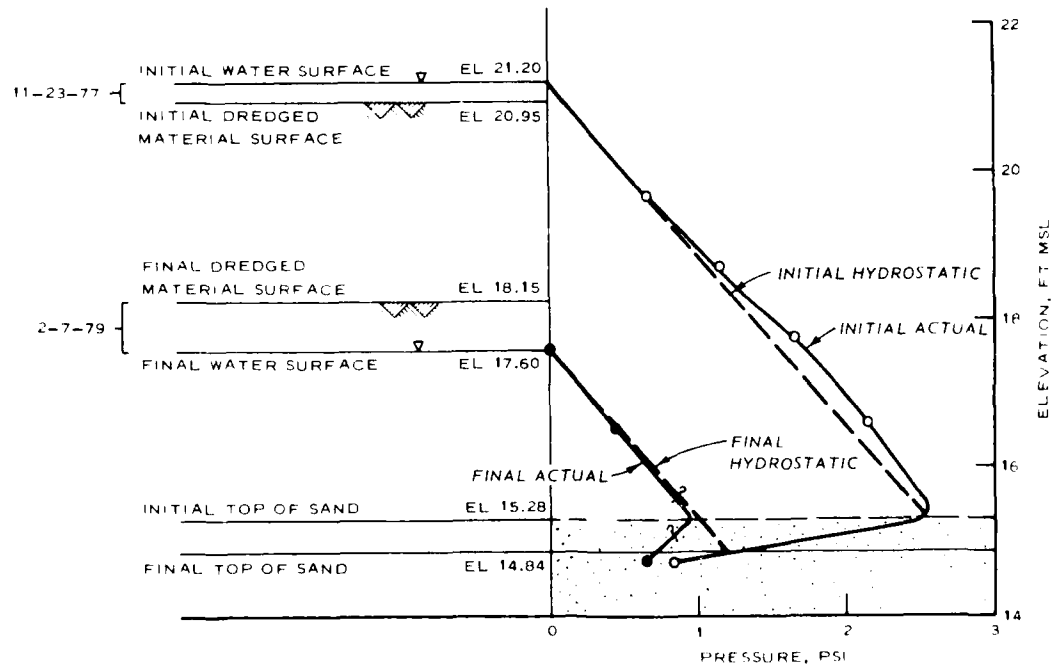 INITIAL WATER SURFACE EL 21.20
11-23-77
INITIAL DREDGED EL 20.95
MATERIAL SURFACE
FINAL DREDGED
MATERIAL SURFACE EL 18.15
2-7-79
FINAL WATER SURFACE EL 17.60
INITIAL TOP OF SAND EL 15.28
FINAL TOP OF SAND EL 14.84
INITIAL HYDROSTATIC
INITIAL ACTUAL
FINAL ACTUAL
FINAL
HYDROSTATIC
?
?
22
20
18
16
14
ELEVATION, FT MSL
0 1 2 3
PRESSURE, PSI